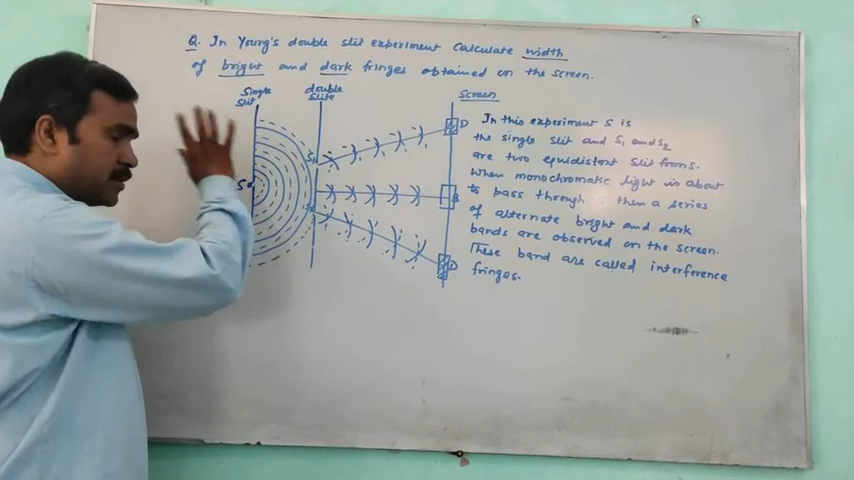 Q. In Young's double slit experiment Calculate width
of bright and dark fringes obtained on the screen.
Single
slit
double
slite
Screen
S
S1
D
B
D
In this experiment S is
the single slit and S1 and S2
are two equidistant slit from S.
When monochromatic light is about
to pass through S then a series
of alternate bright and dark
bands are observed on the screen.
These band are called interference
fringes.